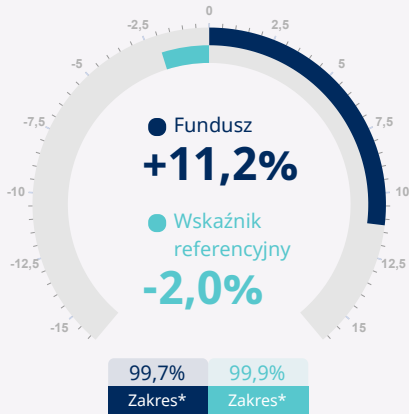 0
-2,5 2,5
-5 5
-7,5 7,5
-10 10
-12,5 12,5
-15 15
Fundusz
+11,2%
Wskaźnik
referencyjny
-2,0%
99,7% 99,9%
Zakres* Zakres*